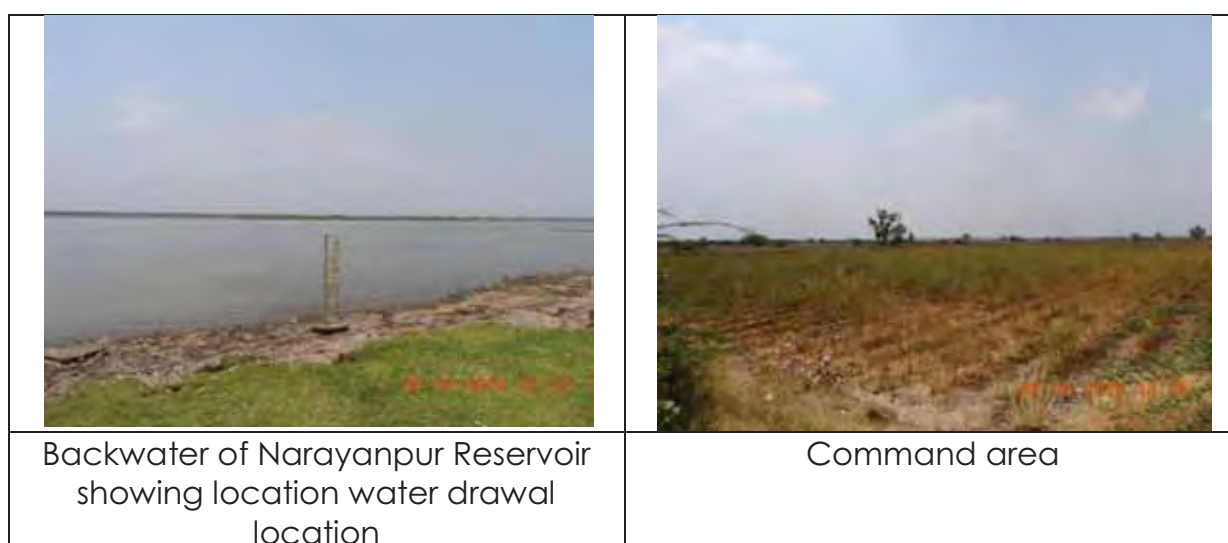 Backwater of Narayanpur Reservoir
showing location water drawal
location
Command area